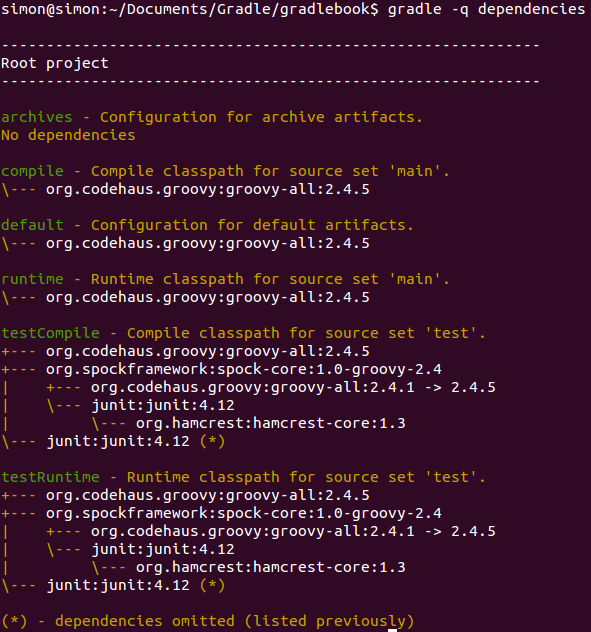 simon@simon:~/Documents/Gradle/gradlebook$ gradle -q dependencies
------------------------------------------------------------
Root project
------------------------------------------------------------
archives - Configuration for archive artifacts.
No dependencies
compile - Compile classpath for source set 'main'.
\--- org.codehaus.groovy:groovy-all:2.4.5
default - Configuration for default artifacts.
\--- org.codehaus.groovy:groovy-all:2.4.5
runtime - Runtime classpath for source set 'main'.
\--- org.codehaus.groovy:groovy-all:2.4.5
testCompile - Compile classpath for source set 'test'.
+--- org.codehaus.groovy:groovy-all:2.4.5
+--- org.spockframework:spock-core:1.0-groovy-2.4
|    +--- org.codehaus.groovy:groovy-all:2.4.1 -> 2.4.5
|    \--- junit:junit:4.12
|         \--- org.hamcrest:hamcrest-core:1.3
\--- junit:junit:4.12 (*)
testRuntime - Runtime classpath for source set 'test'.
+--- org.codehaus.groovy:groovy-all:2.4.5
+--- org.spockframework:spock-core:1.0-groovy-2.4
|    +--- org.codehaus.groovy:groovy-all:2.4.1 -> 2.4.5
|    \--- junit:junit:4.12
|         \--- org.hamcrest:hamcrest-core:1.3
\--- junit:junit:4.12 (*)
(*) - dependencies omitted (listed previously)